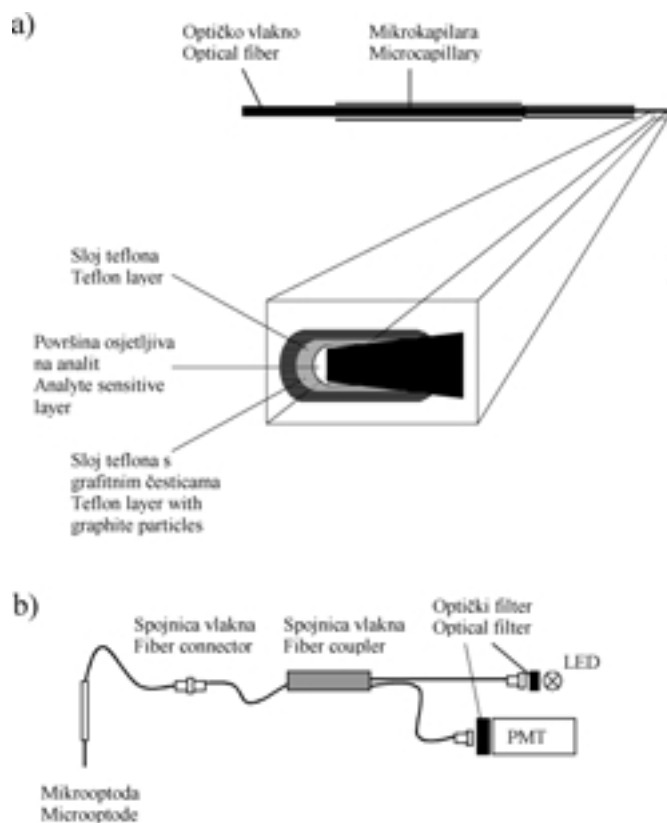 a)
Optičko vlakno
Optical fiber
Mikrokapilara
Microcapillary
Sloj teflona
Teflon layer
Površina osjetljiva
na analit
Analyte sensitive
layer
Sloj teflona s
grafitnim česticama
Teflon layer with
graphite particles
b)
Spojnica vlakna
Fiber connector
Spojnica vlakna
Fiber coupler
Optički filter
Optical filter
LED
PMT
Mikrooptoda
Microoptode